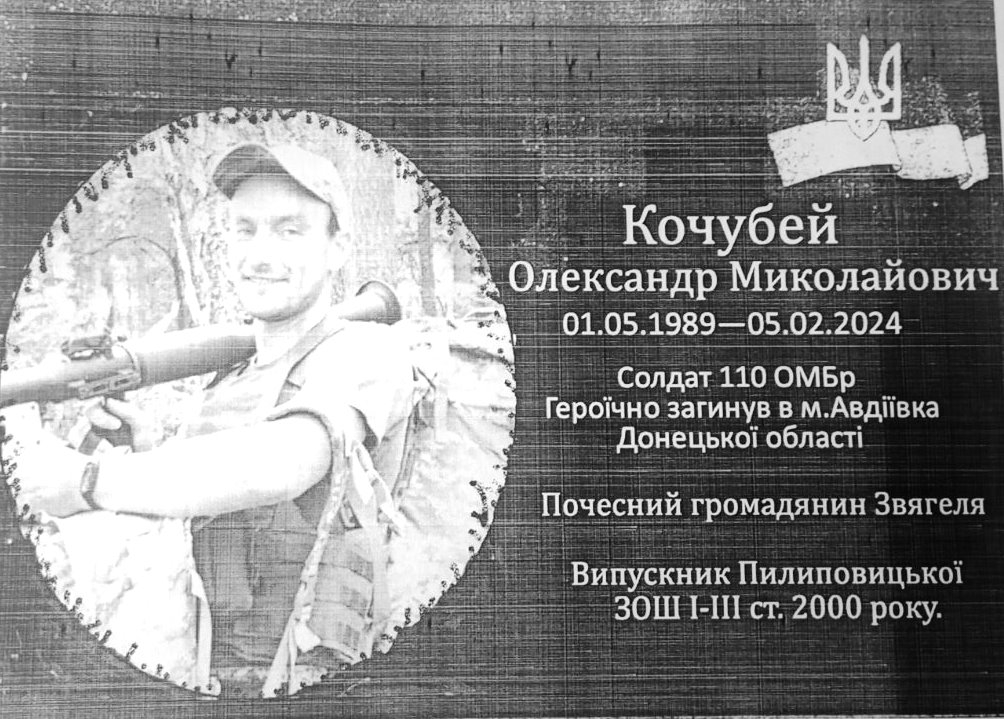 Кочубей
Олександр Миколайович
01.05.1989—05.02.2024
Солдат 110 ОМБр
Героїчно загинув в м.Авдіївка
Донецької області
Почесний громадянин Звягеля
Випускник Пилиповицької
ЗОШ І-ІІІ ст. 2000 року.